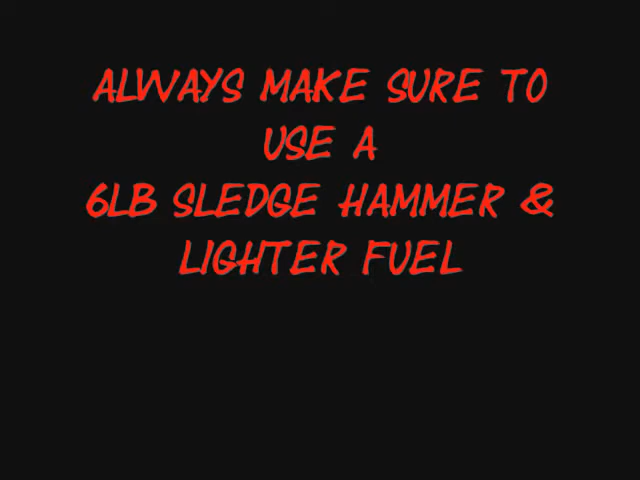 ALWAYS MAKE SURE TO
USE A
6LB SLEDGE HAMMER &
LIGHTER FUEL